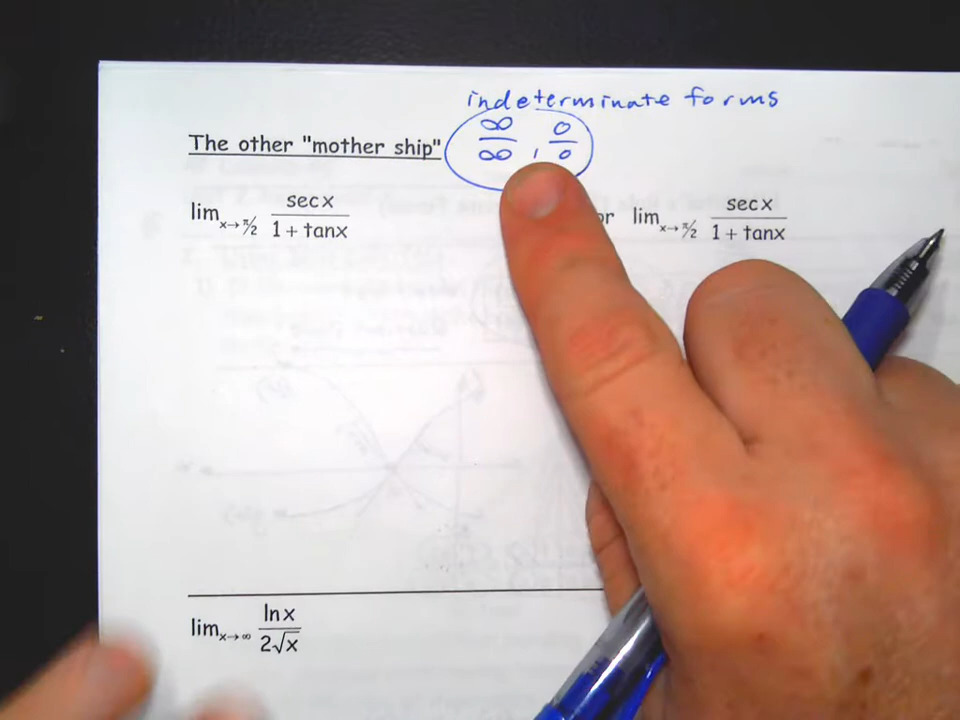 indeterminate forms
The other "mother ship" ∞/∞ , 0/0
lim x→π/2 secx/1 + tanx or lim x→π/2 secx/1 + tanx
lim x→∞ lnx/2√x